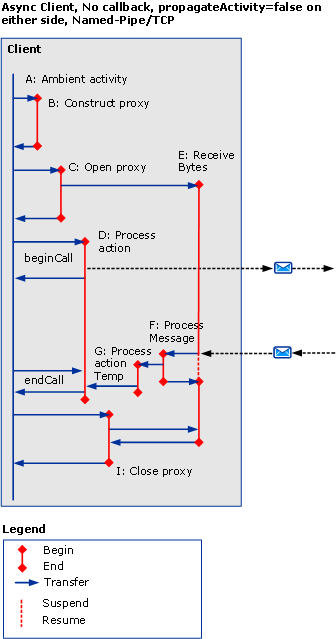 Async Client, No callback, propagateActivity=false on
either side, Named-Pipe/TCP
Client
A: Ambient activity
B: Construct proxy
C: Open proxy
E: Receive
Bytes
D: Process
action
beginCall
F: Process
Message
G: Process
action
Temp
endCall
I: Close proxy
Legend
Begin
End
Transfer
Suspend
Resume